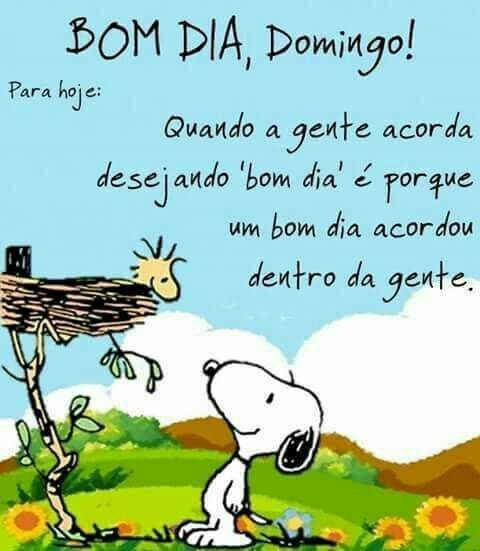 BOM DIA, Domingo!
Para hoje:
Quando a gente acorda
desejando 'bom dia' é porque
um bom dia acordou
dentro da gente.